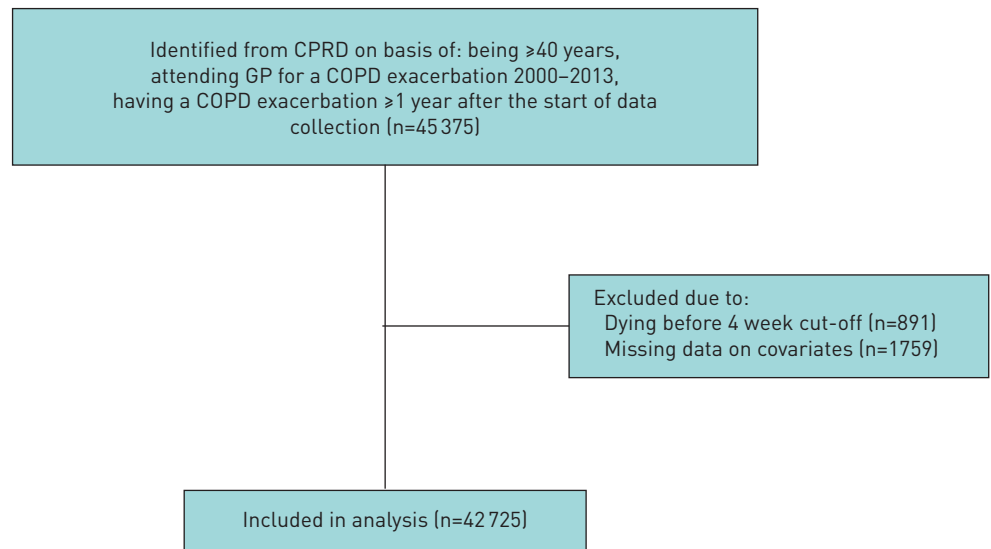 Identified from CPRD on basis of: being ⩾40 years,
attending GP for a COPD exacerbation 2000–2013,
having a COPD exacerbation ⩾1 year after the start of data
collection (n=45 375)
Excluded due to:
Dying before 4 week cut-off (n=891)
Missing data on covariates (n=1759)
Included in analysis (n=42 725)